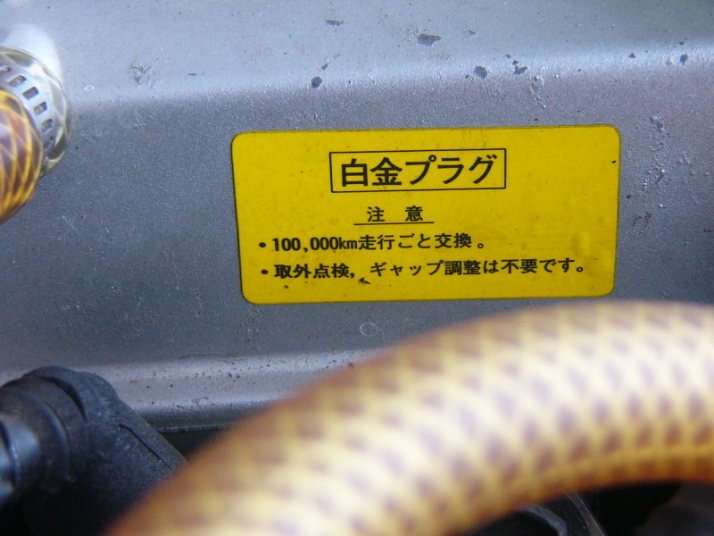 白金プラグ
注 意
・100,000km走行ごと交換。
・取外点検,ギャップ調整は不要です。